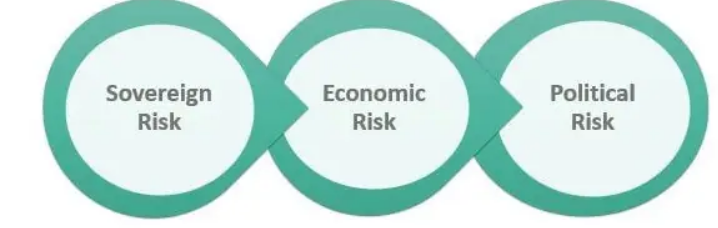 Sovereign
Risk
Economic
Risk
Political
Risk